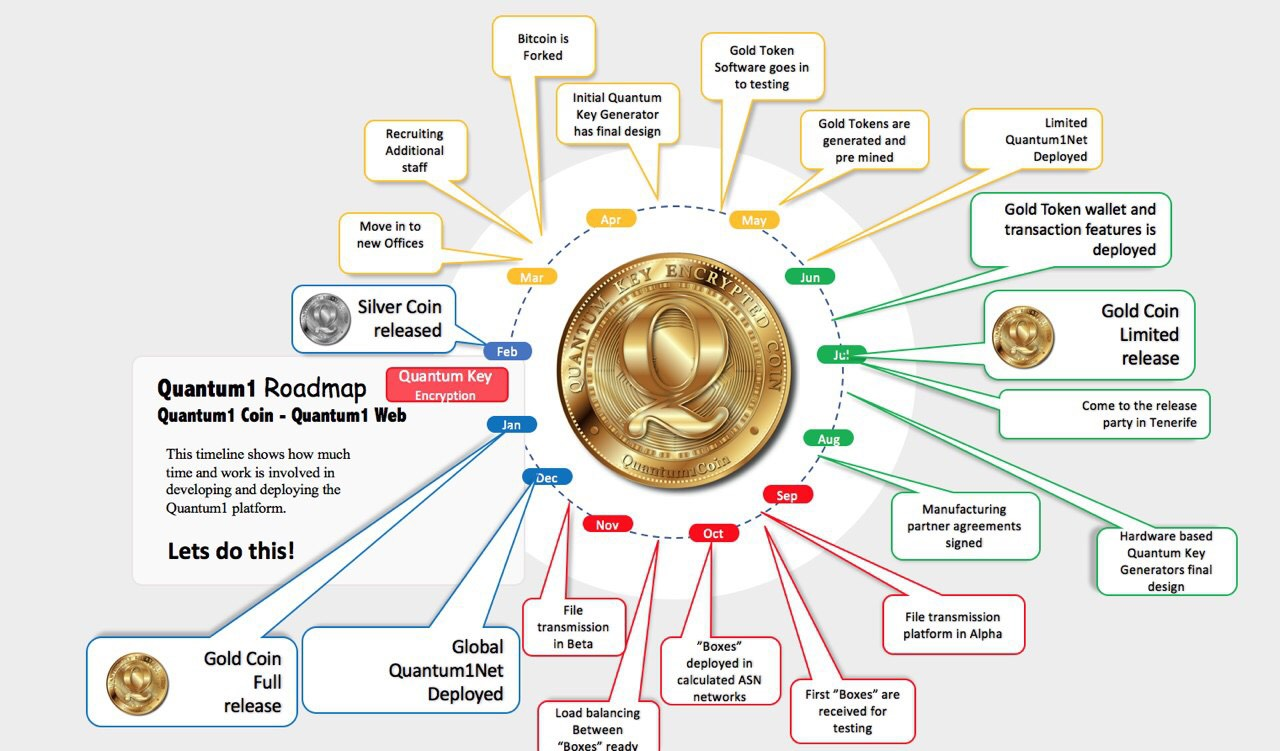 Bitcoin is
Forked
Gold Token
Software goes in
to testing
Initial Quantum
Key Generator
has final design
Gold Tokens are
generated and
pre mined
Limited
Quantum1Net
Deployed
Recruiting
Additional
staff
Move in to
new Offices
Gold Token wallet and
transaction features is
deployed
Apr
May
Mar
Jun
Silver Coin
released
Gold Coin
Limited
release
Feb
Jul
QUANTUM KEY ENCRYPTED COIN
Quantum1Coin
Quantum1 Roadmap
Quantum Key
Encryption
Quantum1 Coin - Quantum1 Web
Come to the release
party in Tenerife
Jan
Aug
This timeline shows how much
time and work is involved in
developing and deploying the
Quantum1 platform.
Lets do this!
Dec
Sep
Nov
Oct
Manufacturing
partner agreements
signed
Hardware based
Quantum Key
Generators final
design
File
transmission
in Beta
File transmission
platform in Alpha
"Boxes"
deployed in
calculated ASN
networks
Gold Coin
Full
release
Global
Quantum1Net
Deployed
First "Boxes" are
received for
testing
Load balancing
Between
"Boxes" ready